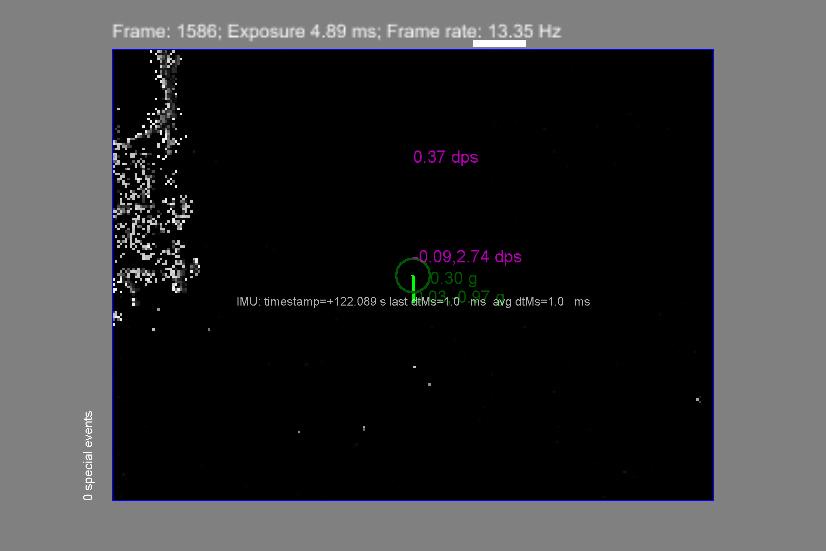 Frame: 1586; Exposure 4.89 ms; Frame rate: 13.35 Hz
0.37 dps
-0.09,2.74 dps
0.30 g
0.97 g
IMU: timestamp=+122.089 s last dtMs=1.0 ms avg dtMs=1.0 ms
0 special events